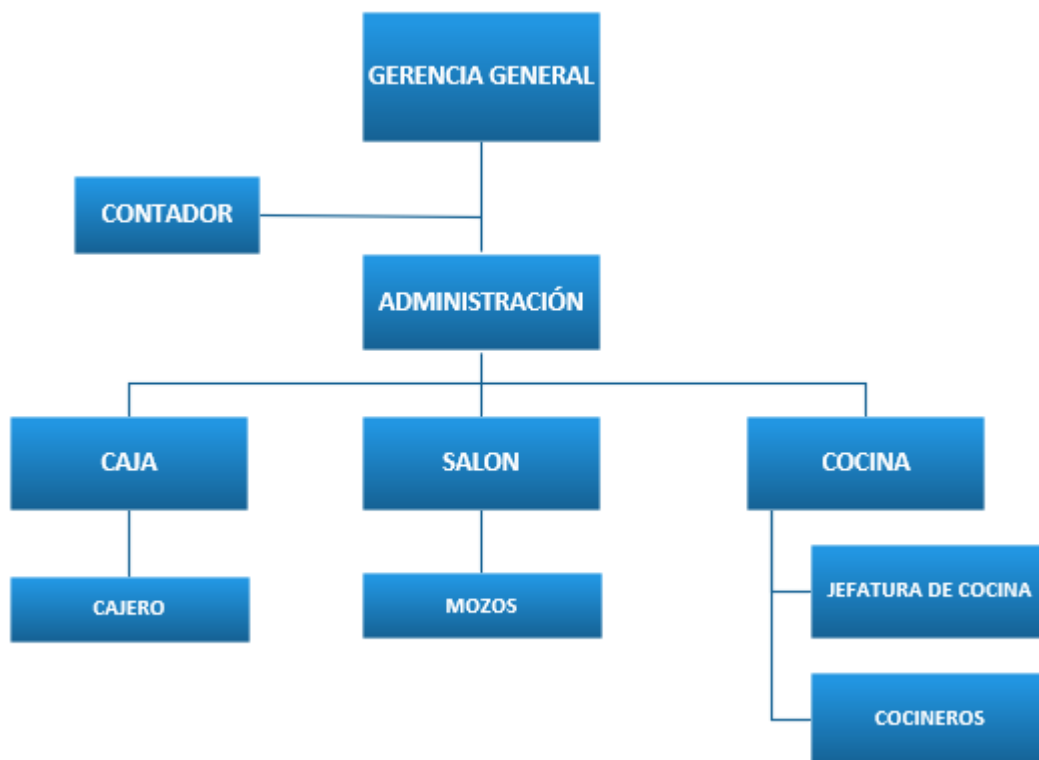 GERENCIA GENERAL
CONTADOR
ADMINISTRACIÓN
CAJA
SALON
COCINA
CAJERO
MOZOS
JEFATURA DE COCINA
COCINEROS